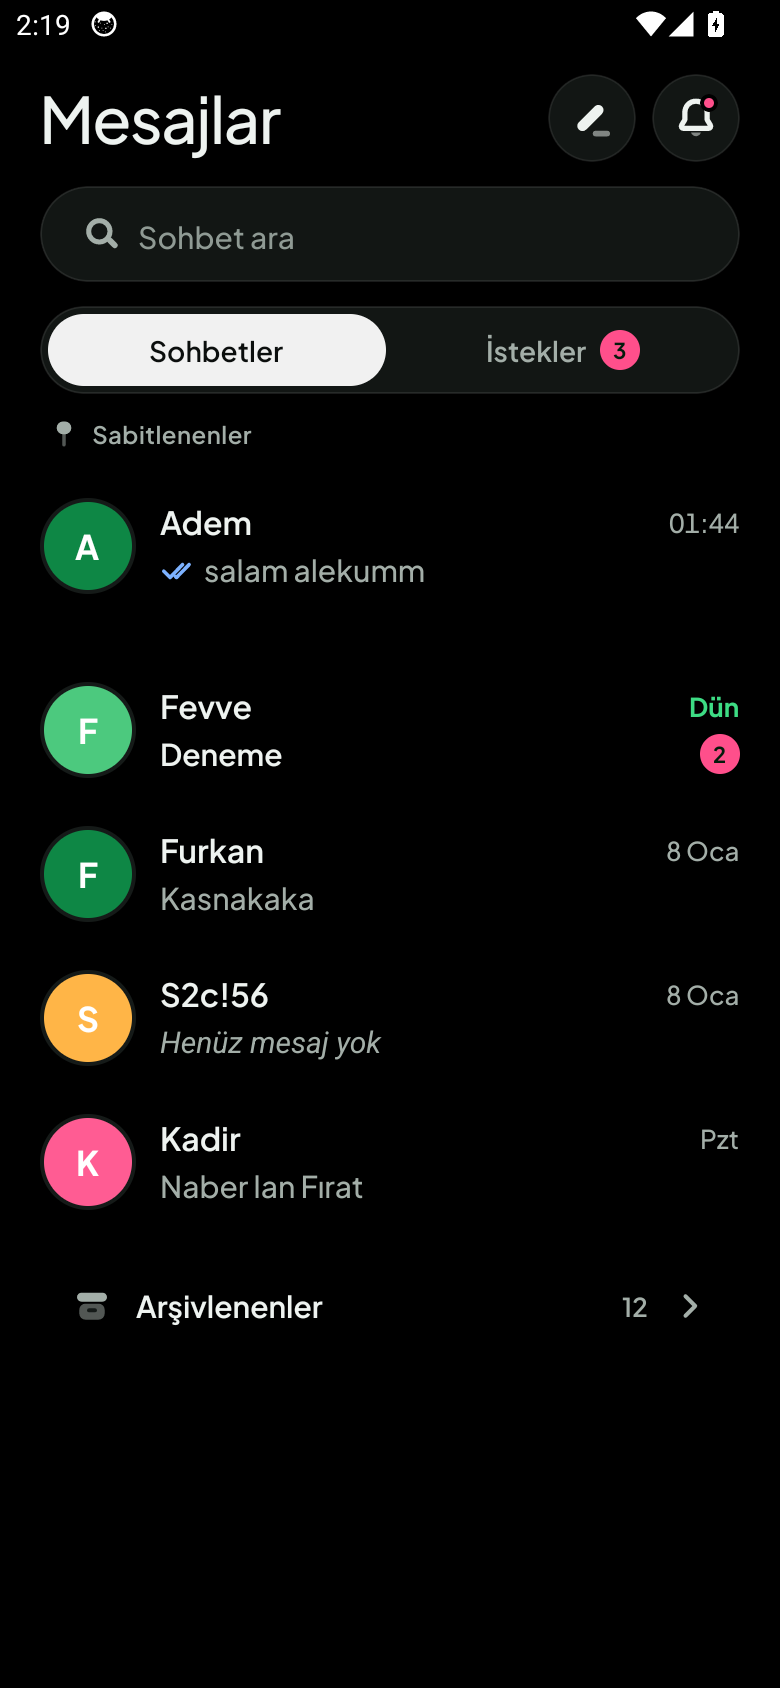 2:19
Mesajlar
Sohbet ara
Sohbetler
İstekler 3
Sabitlenenler
A
Adem 01:44
salam alekumm
F
Fevve Dün
Deneme 2
F
Furkan 8 Oca
Kasnakaka
S
S2c!56 8 Oca
Henüz mesaj yok
K
Kadir Pzt
Naber lan Fırat
Arşivlenenler 12